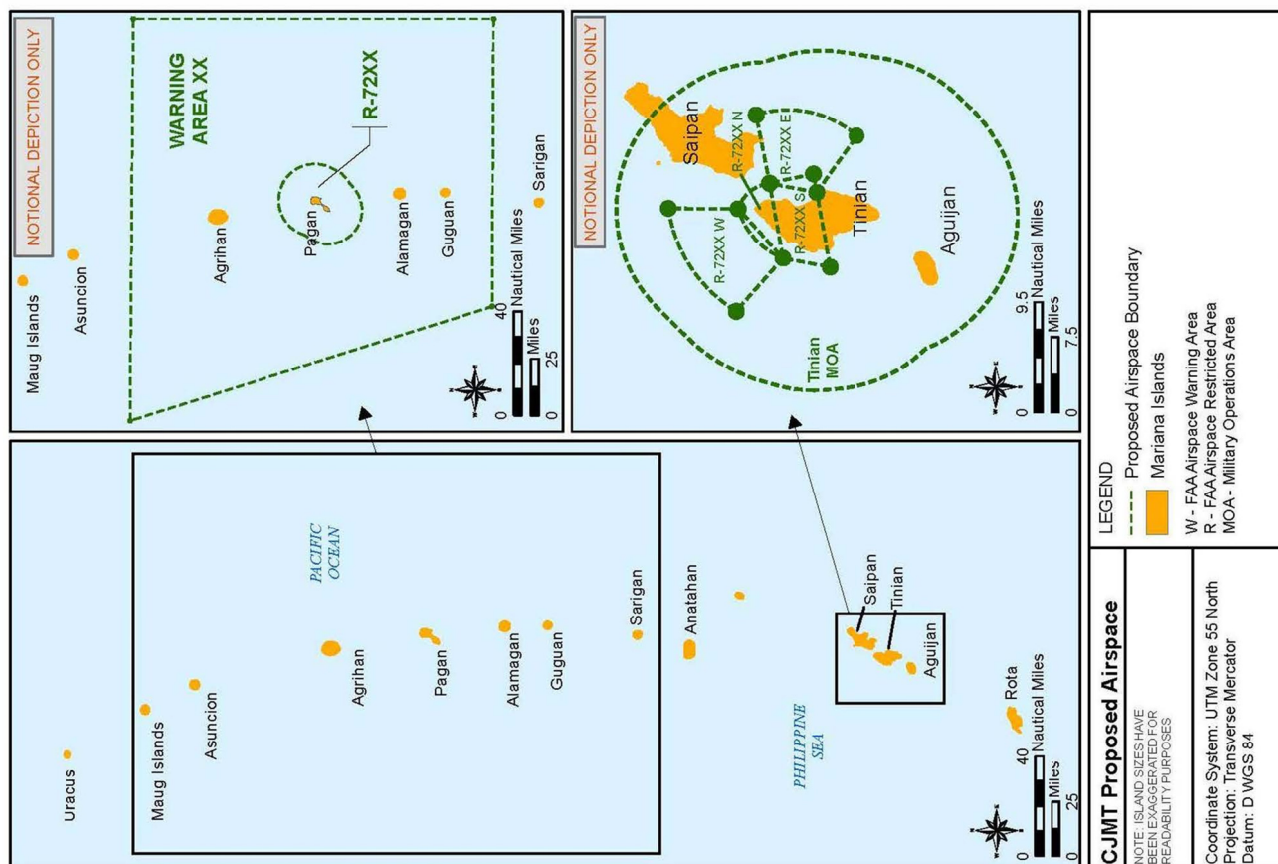 Uracus
Maug Islands
Asuncion
PACIFIC
OCEAN
Agrihan
Pagan
Alamagan
Guguan
Sarigan
Anatahan
PHILIPPINE
SEA
Saipan
Tinian
Aguijan
Rota
0 40
Nautical Miles
Miles
0 25
NOTIONAL DEPICTION ONLY
Maug Islands
Asuncion
WARNING
AREA XX
Agrihan
R-72XX
Pagan
Alamagan
Guguan
Sarigan
0 40
Nautical Miles
Miles
0 25
NOTIONAL DEPICTION ONLY
Saipan
R-72XX N
R-72XX E
R-72XX W
R-72XX S
Tinian
Tinian
MOA
Aguijan
0 9.5
Nautical Miles
Miles
0 7.5
CJMT Proposed Airspace
NOTE: ISLAND SIZES HAVE
BEEN EXAGGERATED FOR
READABILITY PURPOSES
Coordinate System: UTM Zone 55 North
Projection: Transverse Mercator
Datum: D WGS 84
LEGEND
Proposed Airspace Boundary
Mariana Islands
W - FAA Airspace Warning Area
R - FAA Airspace Restricted Area
MOA - Military Operations Area